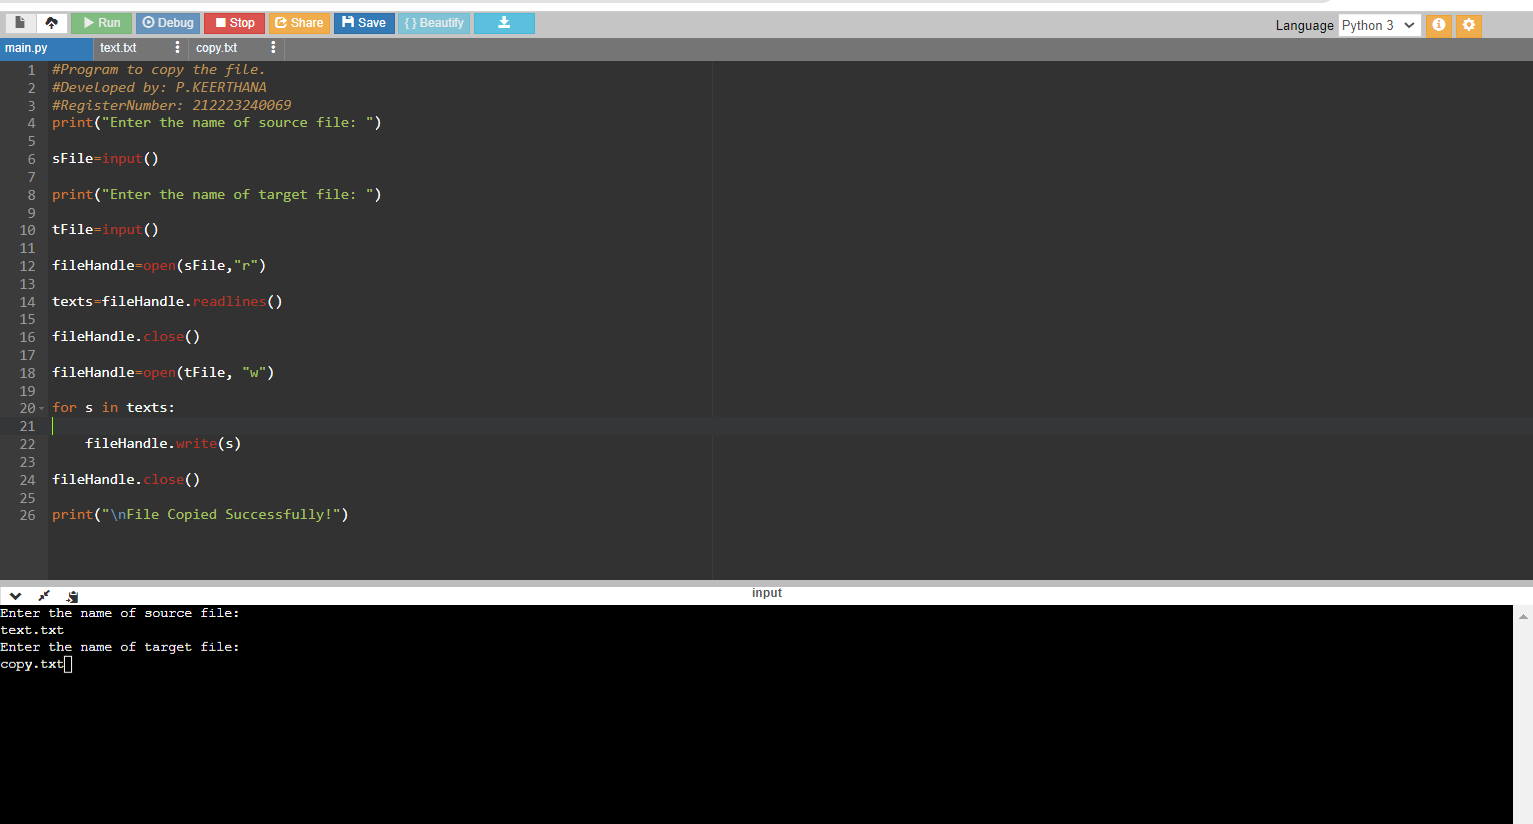 Run Debug Stop Share Save { } Beautify Language Python 3
main.py text.txt copy.txt
1 #Program to copy the file.
2 #Developed by: P.KEERTHANA
3 #RegisterNumber: 212223240069
4 print("Enter the name of source file: ")
5
6 sFile=input()
7
8 print("Enter the name of target file: ")
9
10 tFile=input()
11
12 fileHandle=open(sFile,"r")
13
14 texts=fileHandle.readlines()
15
16 fileHandle.close()
17
18 fileHandle=open(tFile, "w")
19
20 for s in texts:
21
22     fileHandle.write(s)
23
24 fileHandle.close()
25
26 print("\nFile Copied Successfully!")
input
Enter the name of source file:
text.txt
Enter the name of target file:
copy.txt